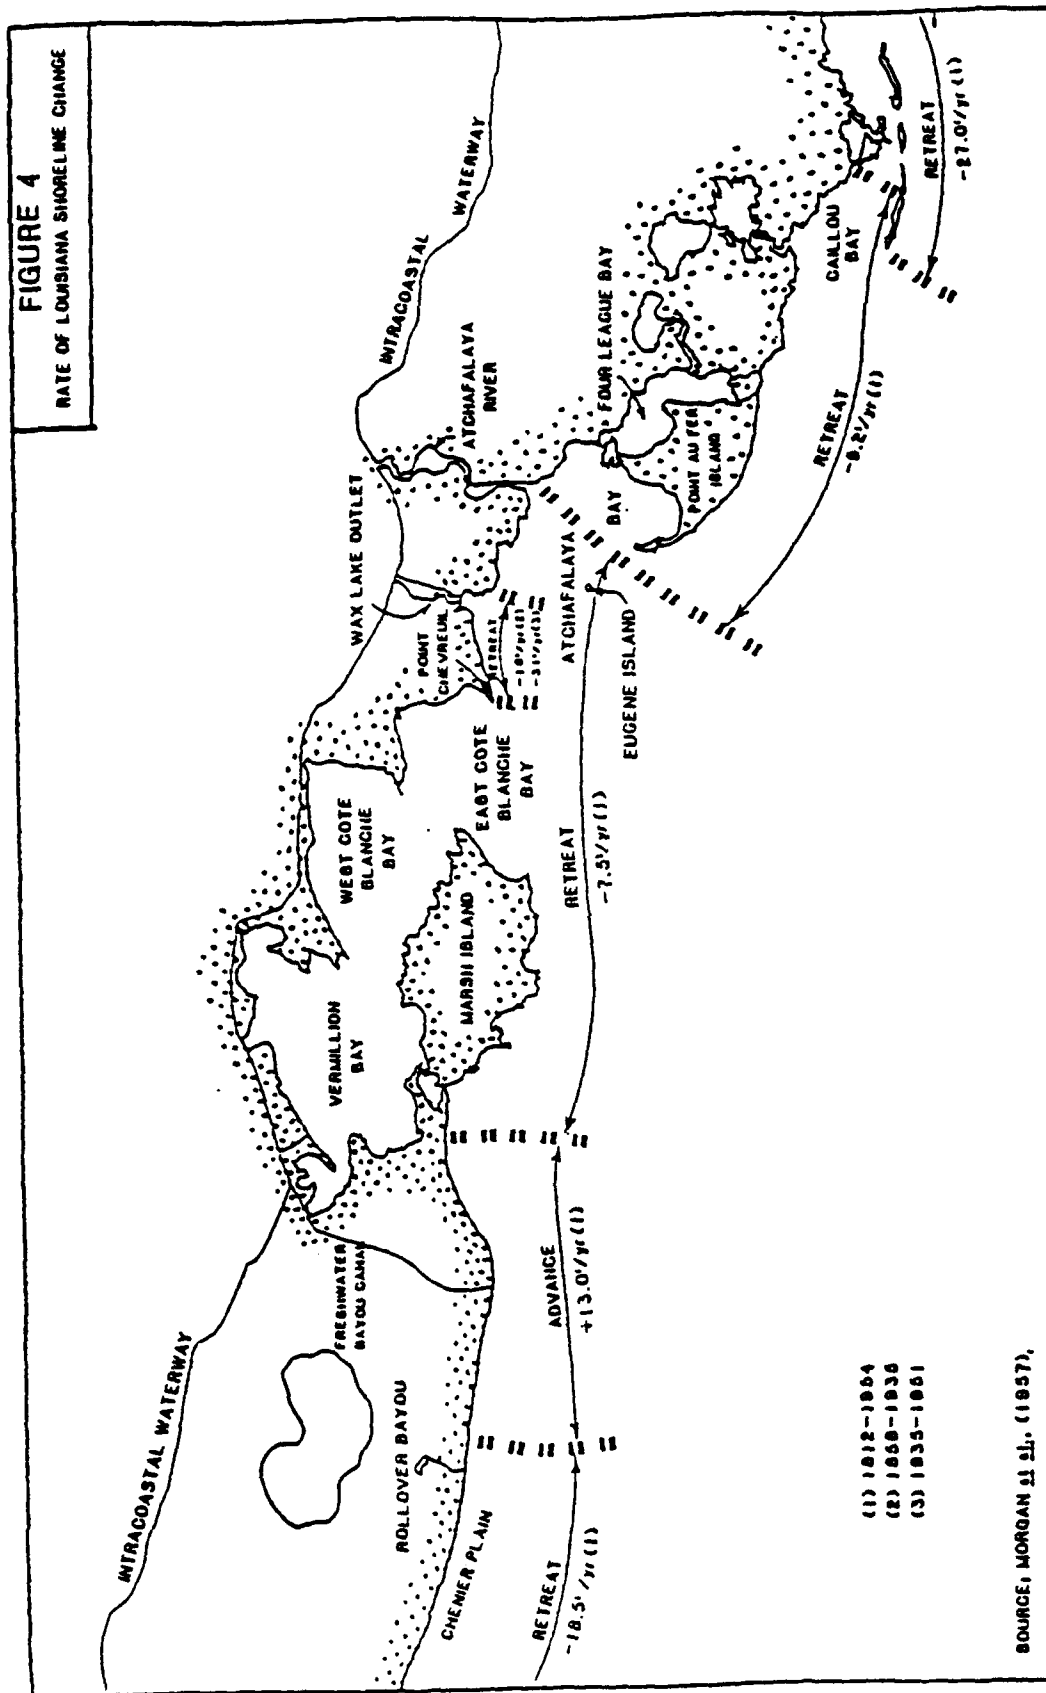 FIGURE 4
RATE OF LOUISIANA SHORELINE CHANGE
INTRACOASTAL WATERWAY
INTRACOASTAL
WATERWAY
WAX LAKE OUTLET
ATCHAFALAYA
RIVER
FRESHWATER
BAYOU CANAL
VERMILLION
BAY
WEST COTE
BLANCHE
BAY
POINT
CHEVREUIL
FOUR LEAGUE BAY
ROLLOVER BAYOU
MARSH ISLAND
EAST COTE
BLANCHE
BAY
RETREAT
ATCHAFALAYA
BAY
POINT AU FER
ISLAND
CAILLOU
BAY
CHENIER PLAIN
EUGENE ISLAND
RETREAT
-18.5'/yr (1)
ADVANCE
+13.0'/yr (1)
RETREAT
-7.5'/yr (1)
RETREAT
-9.2'/yr (1)
RETREAT
-27.0'/yr (1)
(1) 1812-1954
(2)
(3) 1935-1951
SOURCE: MORGAN et al. (1957).